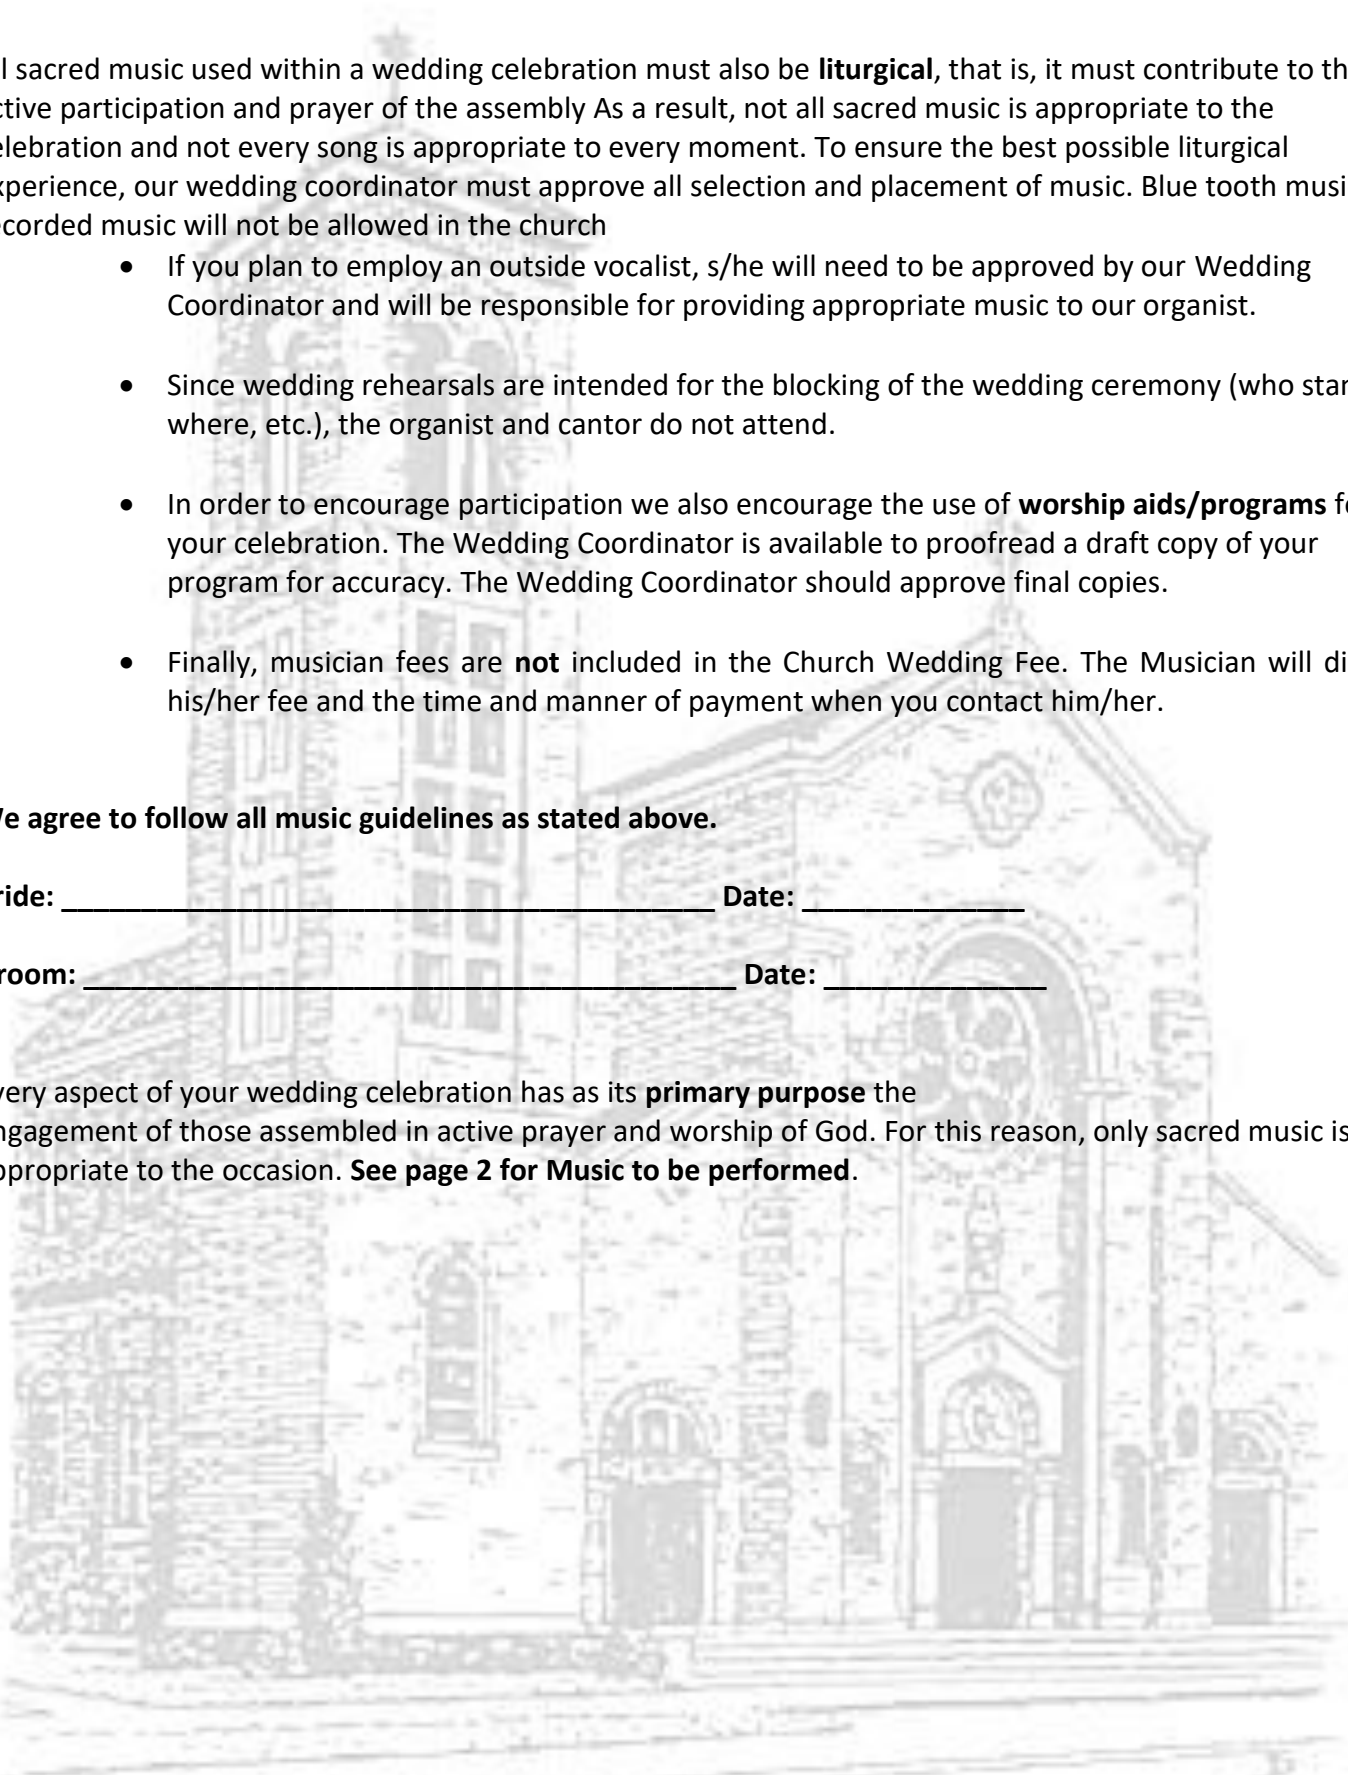 l sacred music used within a wedding celebration must also be liturgical, that is, it must contribute to th
ctive participation and prayer of the assembly As a result, not all sacred music is appropriate to the
elebration and not every song is appropriate to every moment. To ensure the best possible liturgical
xperience, our wedding coordinator must approve all selection and placement of music. Blue tooth musi
ecorded music will not be allowed in the church
• If you plan to employ an outside vocalist, s/he will need to be approved by our Wedding
Coordinator and will be responsible for providing appropriate music to our organist.
• Since wedding rehearsals are intended for the blocking of the wedding ceremony (who star
where, etc.), the organist and cantor do not attend.
• In order to encourage participation we also encourage the use of worship aids/programs fo
your celebration. The Wedding Coordinator is available to proofread a draft copy of your
program for accuracy. The Wedding Coordinator should approve final copies.
• Finally, musician fees are not included in the Church Wedding Fee. The Musician will di
his/her fee and the time and manner of payment when you contact him/her.
We agree to follow all music guidelines as stated above.
ride: _________________________________________ Date: ______________
room: _________________________________________ Date: ______________
very aspect of your wedding celebration has as its primary purpose the
ngagement of those assembled in active prayer and worship of God. For this reason, only sacred music is
ppropriate to the occasion. See page 2 for Music to be performed.